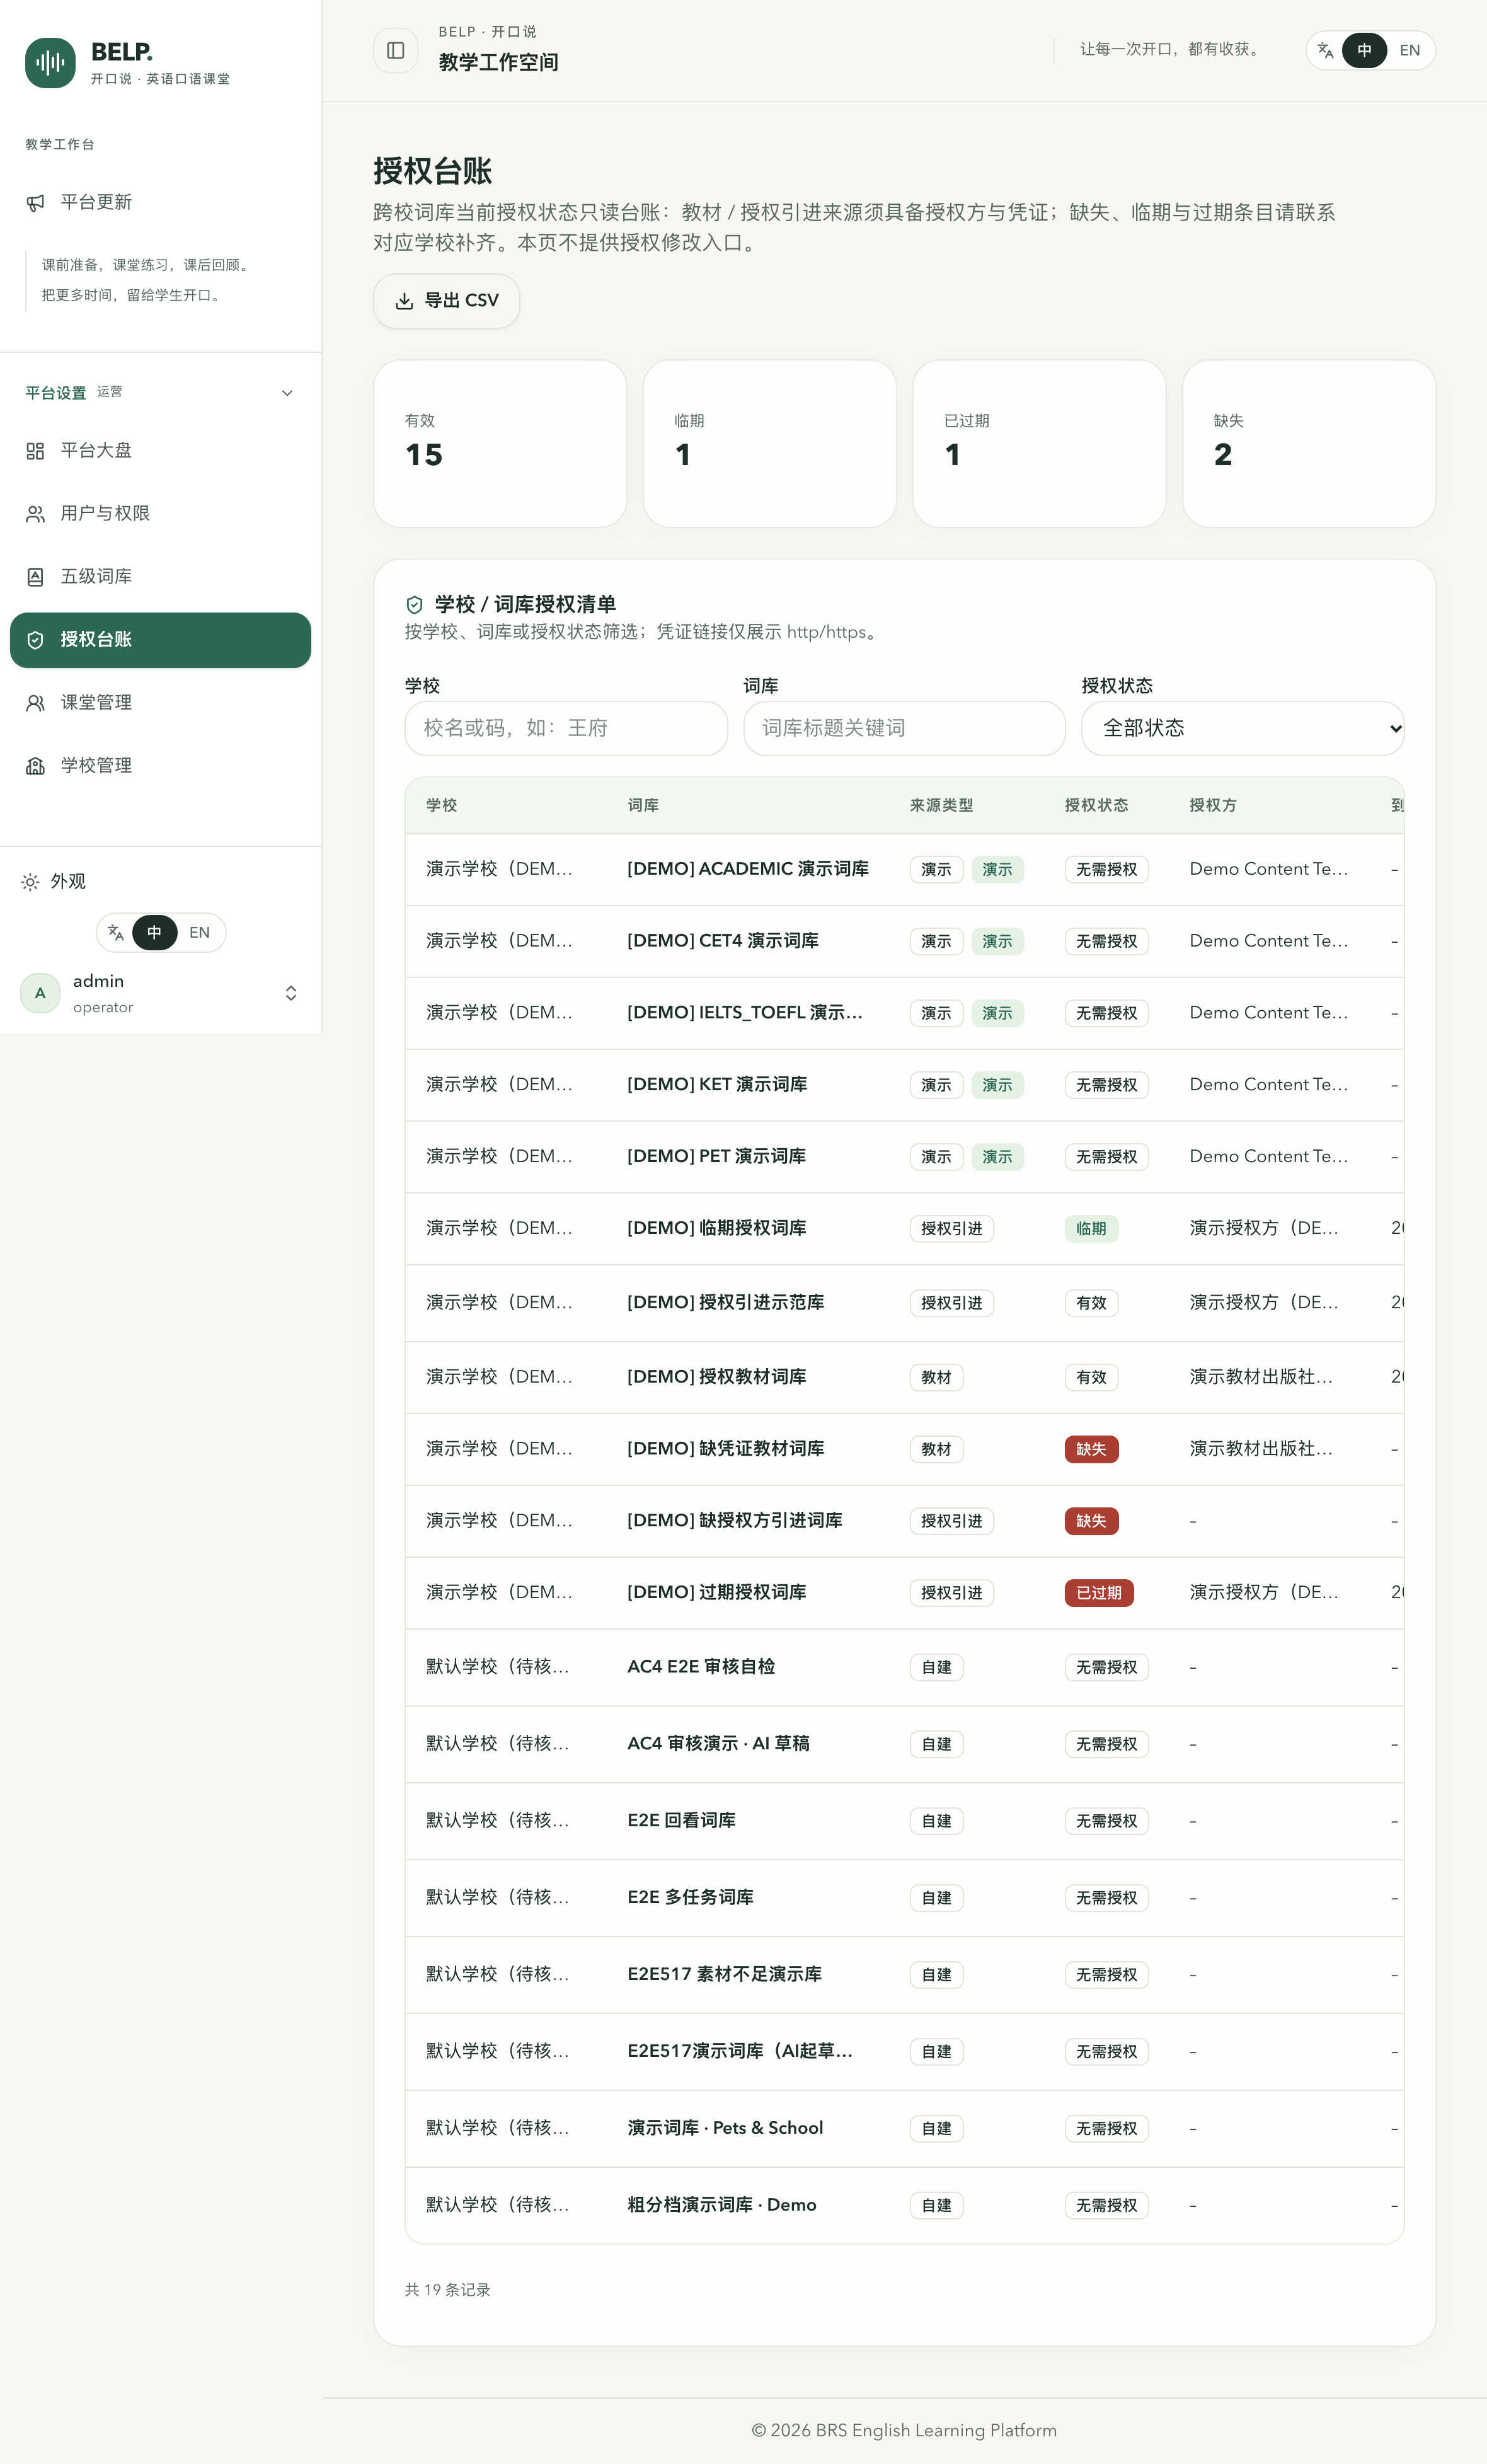 BELP.
开口说 · 英语口语课堂
教学工作台
平台更新
课前准备，课堂练习，课后回顾。
把更多时间，留给学生开口。
平台设置 运营
平台大盘
用户与权限
五级词库
授权台账
课堂管理
学校管理
外观
中 EN
A
admin
operator
BELP · 开口说
教学工作空间
让每一次开口，都有收获。
中 EN
授权台账
跨校词库当前授权状态只读台账：教材 / 授权引进来源须具备授权方与凭证；缺失、临期与过期条目请联系
对应学校补齐。本页不提供授权修改入口。
导出 CSV
有效
15
临期
1
已过期
1
缺失
2
学校 / 词库授权清单
按学校、词库或授权状态筛选；凭证链接仅展示 http/https。
学校 词库 授权状态
校名或码，如：王府 词库标题关键词 全部状态
学校 词库 来源类型 授权状态 授权方 到
演示学校（DEM… [DEMO] ACADEMIC 演示词库 演示 演示 无需授权 Demo Content Te… –
演示学校（DEM… [DEMO] CET4 演示词库 演示 演示 无需授权 Demo Content Te… –
演示学校（DEM… [DEMO] IELTS_TOEFL 演示… 演示 演示 无需授权 Demo Content Te… –
演示学校（DEM… [DEMO] KET 演示词库 演示 演示 无需授权 Demo Content Te… –
演示学校（DEM… [DEMO] PET 演示词库 演示 演示 无需授权 Demo Content Te… –
演示学校（DEM… [DEMO] 临期授权词库 授权引进 临期 演示授权方（DE… 20
演示学校（DEM… [DEMO] 授权引进示范库 授权引进 有效 演示授权方（DE… 20
演示学校（DEM… [DEMO] 授权教材词库 教材 有效 演示教材出版社… 20
演示学校（DEM… [DEMO] 缺凭证教材词库 教材 缺失 演示教材出版社… –
演示学校（DEM… [DEMO] 缺授权方引进词库 授权引进 缺失 – –
演示学校（DEM… [DEMO] 过期授权词库 授权引进 已过期 演示授权方（DE… 20
默认学校（待核… AC4 E2E 审核自检 自建 无需授权 – –
默认学校（待核… AC4 审核演示 · AI 草稿 自建 无需授权 – –
默认学校（待核… E2E 回看词库 自建 无需授权 – –
默认学校（待核… E2E 多任务词库 自建 无需授权 – –
默认学校（待核… E2E517 素材不足演示库 自建 无需授权 – –
默认学校（待核… E2E517演示词库（AI起草… 自建 无需授权 – –
默认学校（待核… 演示词库 · Pets & School 自建 无需授权 – –
默认学校（待核… 粗分档演示词库 · Demo 自建 无需授权 – –
共 19 条记录
© 2026 BRS English Learning Platform